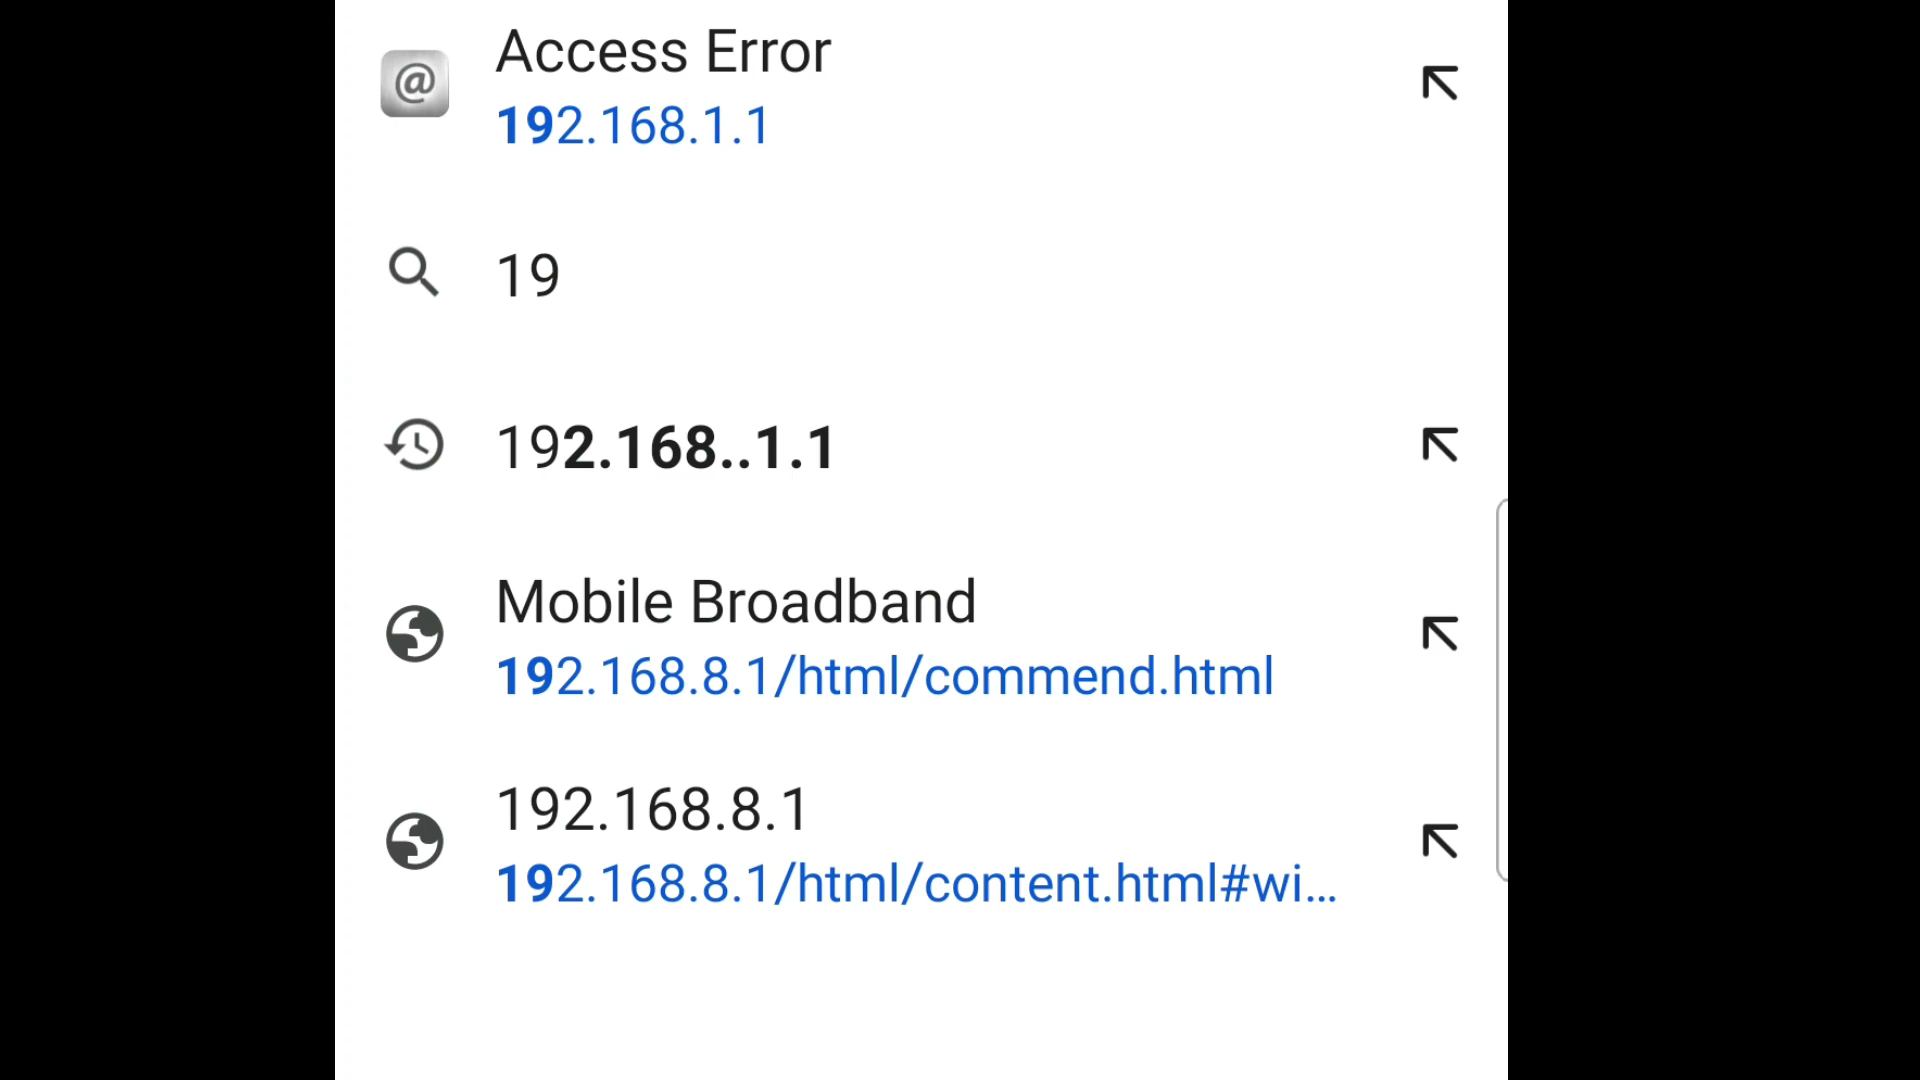 Access Error
192.168.1.1
19
192.168..1.1
Mobile Broadband
192.168.8.1/html/commend.html
192.168.8.1
192.168.8.1/html/content.html#wi...